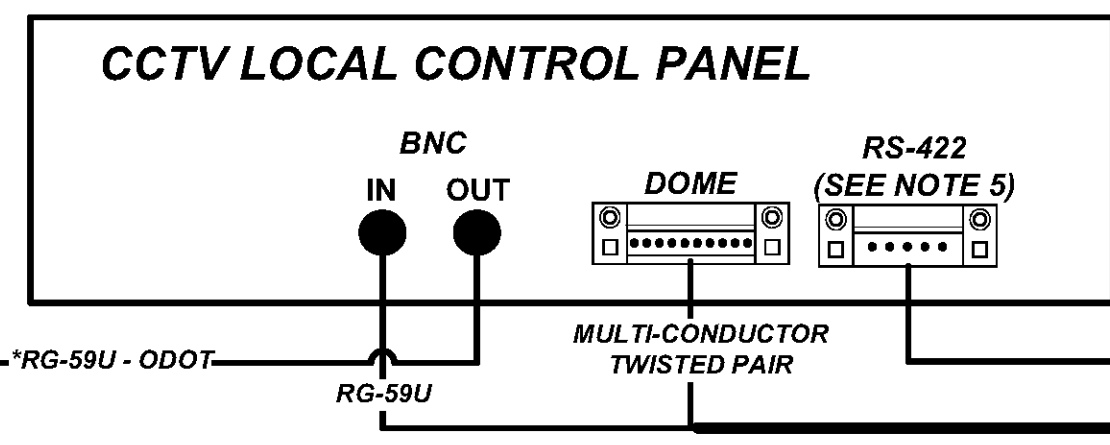 CCTV LOCAL CONTROL PANEL
BNC
IN OUT
DOME
RS-422
(SEE NOTE 5)
*RG-59U - ODOT
RG-59U
MULTI-CONDUCTOR
TWISTED PAIR